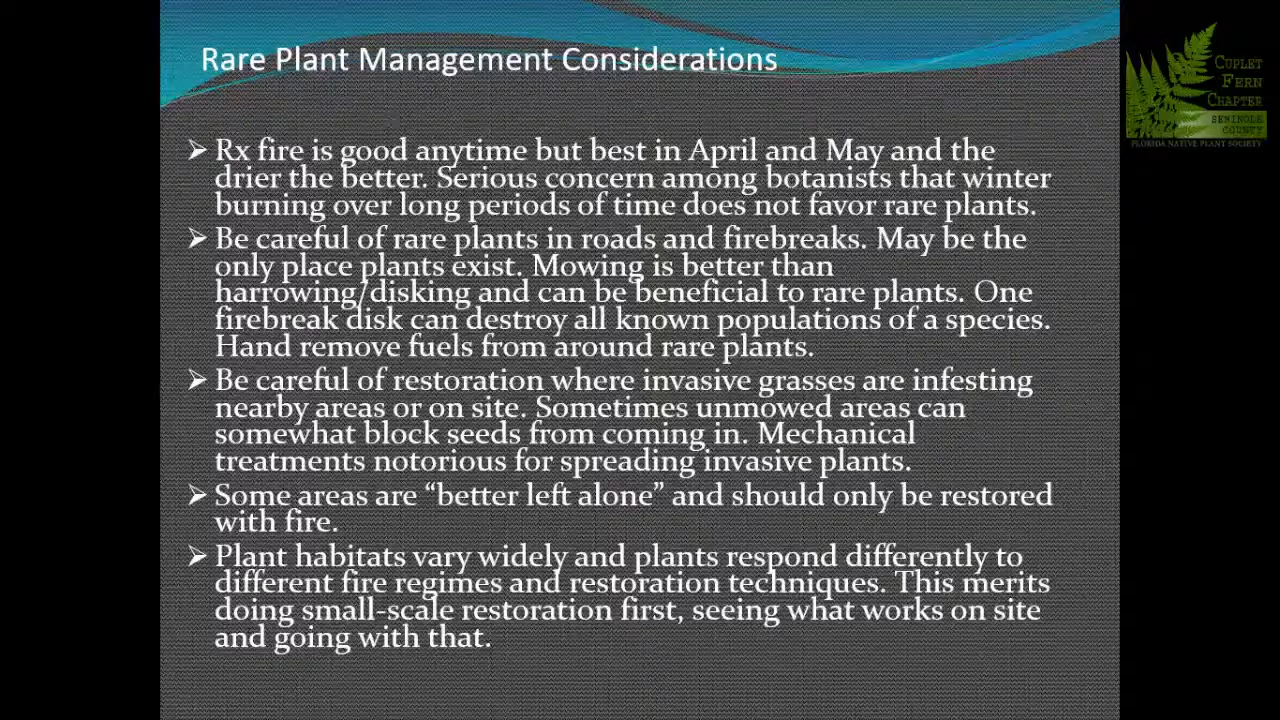 Rare Plant Management Considerations
CUPLET
FERN
CHAPTER
SEMINOLE
COUNTY
FLORIDA NATIVE PLANT SOCIETY
➢ Rx fire is good anytime but best in April and May and the
drier the better. Serious concern among botanists that winter
burning over long periods of time does not favor rare plants.
➢ Be careful of rare plants in roads and firebreaks. May be the
only place plants exist. Mowing is better than
harrowing/disking and can be beneficial to rare plants. One
firebreak disk can destroy all known populations of a species.
Hand remove fuels from around rare plants.
➢ Be careful of restoration where invasive grasses are infesting
nearby areas or on site. Sometimes unmowed areas can
somewhat block seeds from coming in. Mechanical
treatments notorious for spreading invasive plants.
➢ Some areas are “better left alone” and should only be restored
with fire.
➢ Plant habitats vary widely and plants respond differently to
different fire regimes and restoration techniques. This merits
doing small-scale restoration first, seeing what works on site
and going with that.